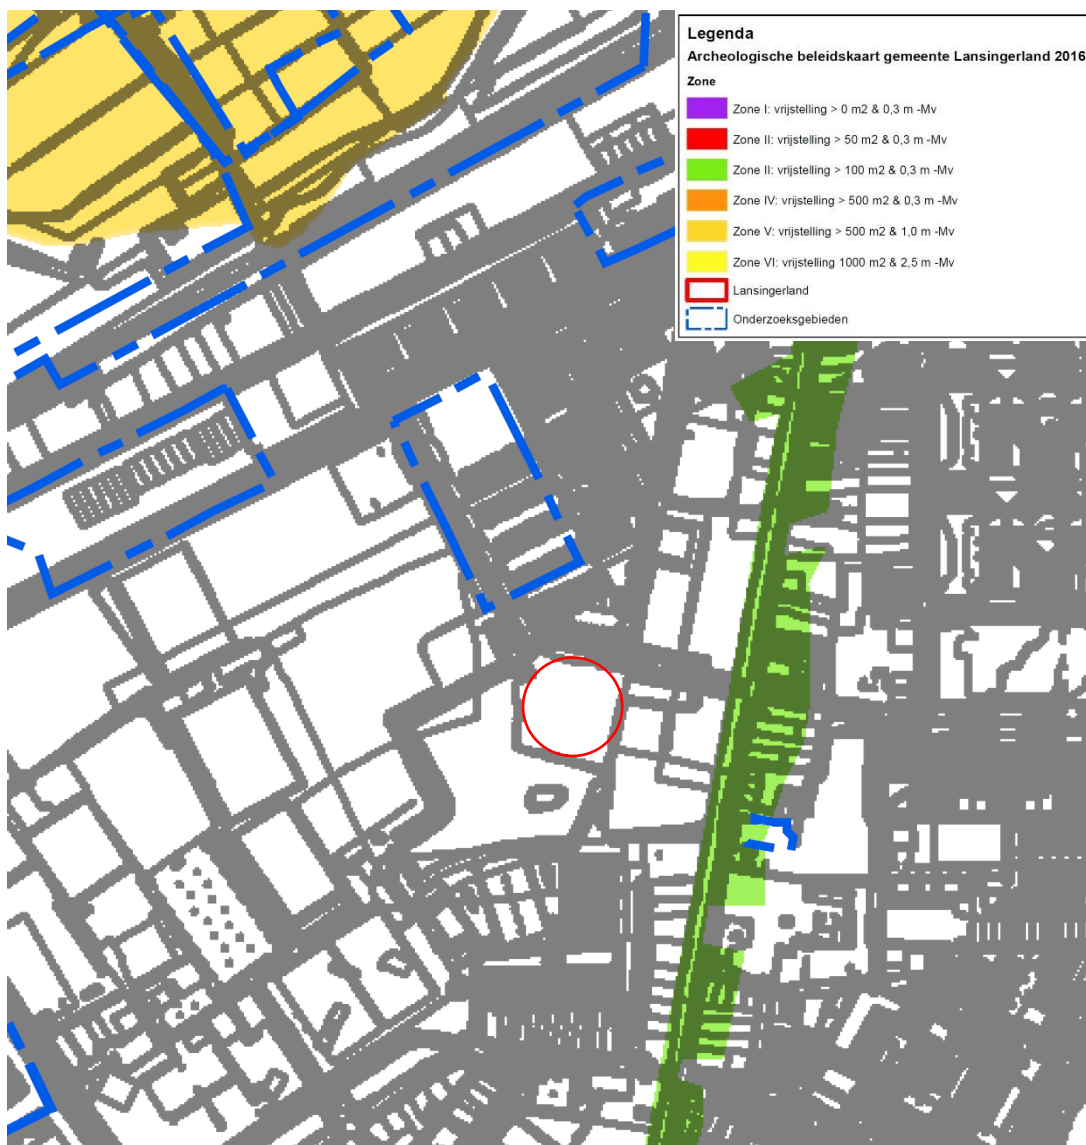 Legenda
Archeologische beleidskaart gemeente Lansingerland 2016
Zone
Zone I: vrijstelling > 0 m2 & 0,3 m -Mv
Zone II: vrijstelling > 50 m2 & 0,3 m -Mv
Zone II: vrijstelling > 100 m2 & 0,3 m -Mv
Zone IV: vrijstelling > 500 m2 & 0,3 m -Mv
Zone V: vrijstelling > 500 m2 & 1,0 m -Mv
Zone VI: vrijstelling 1000 m2 & 2,5 m -Mv
Lansingerland
Onderzoeksgebieden